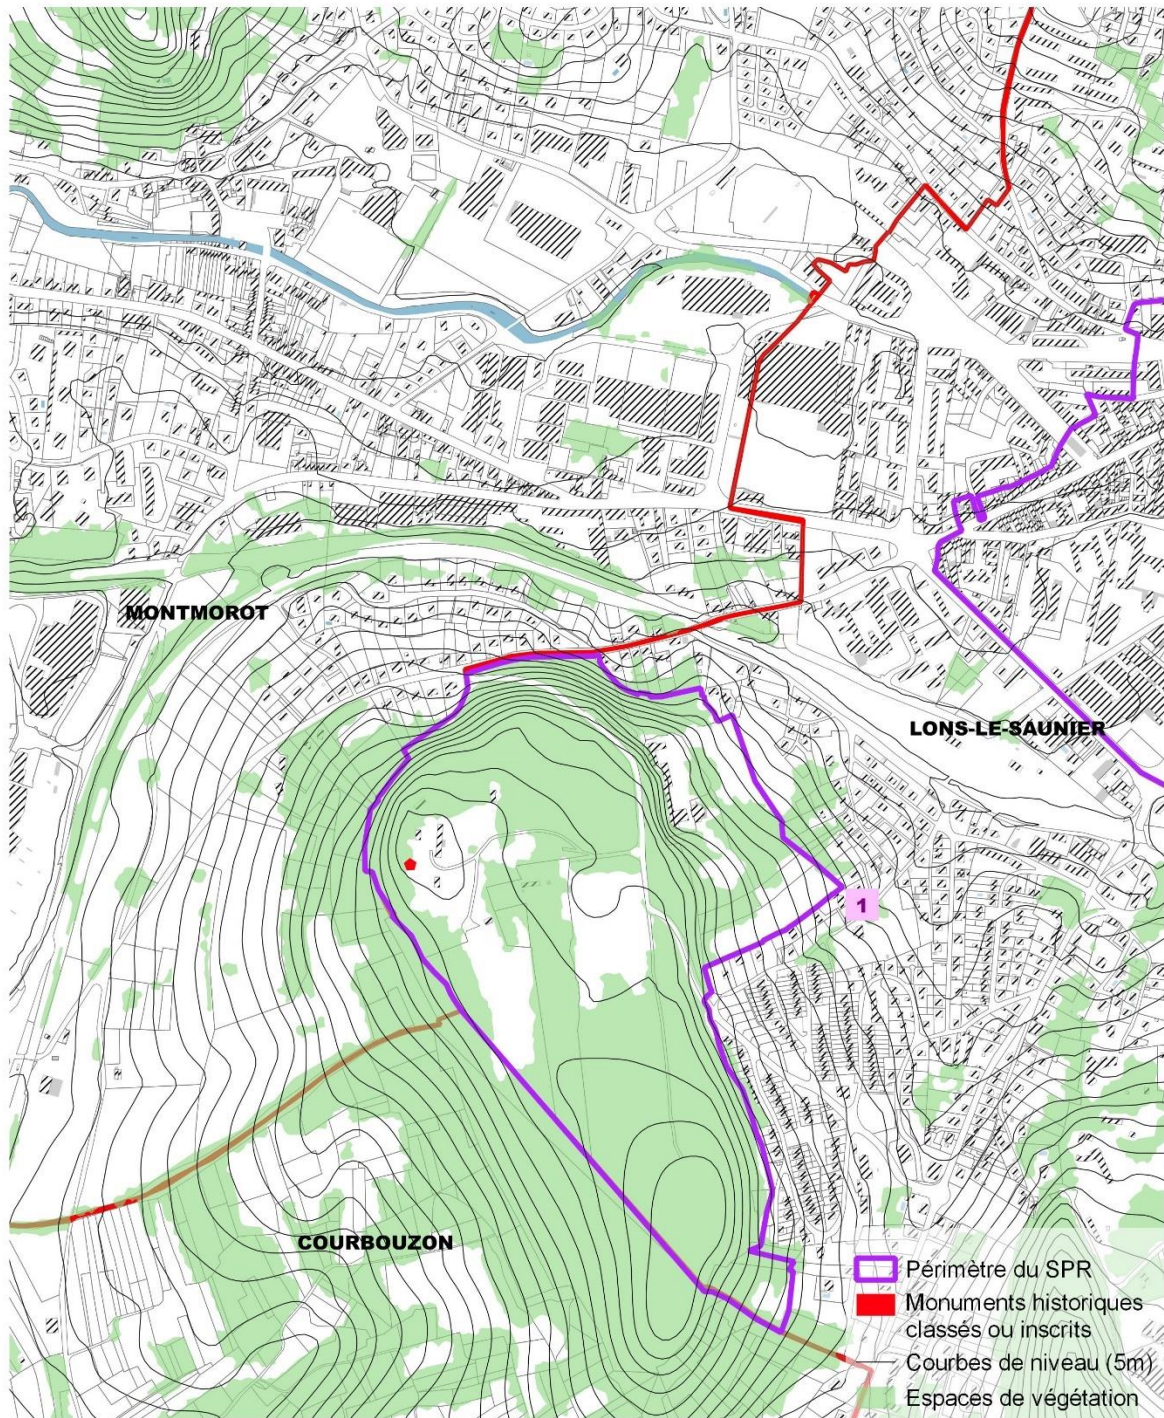 MONTMOROT
LONS-LE-SAUNIER
1
COURBOUZON
Périmètre du SPR
Monuments historiques
classés ou inscrits
Courbes de niveau (5m)
Espaces de végétation